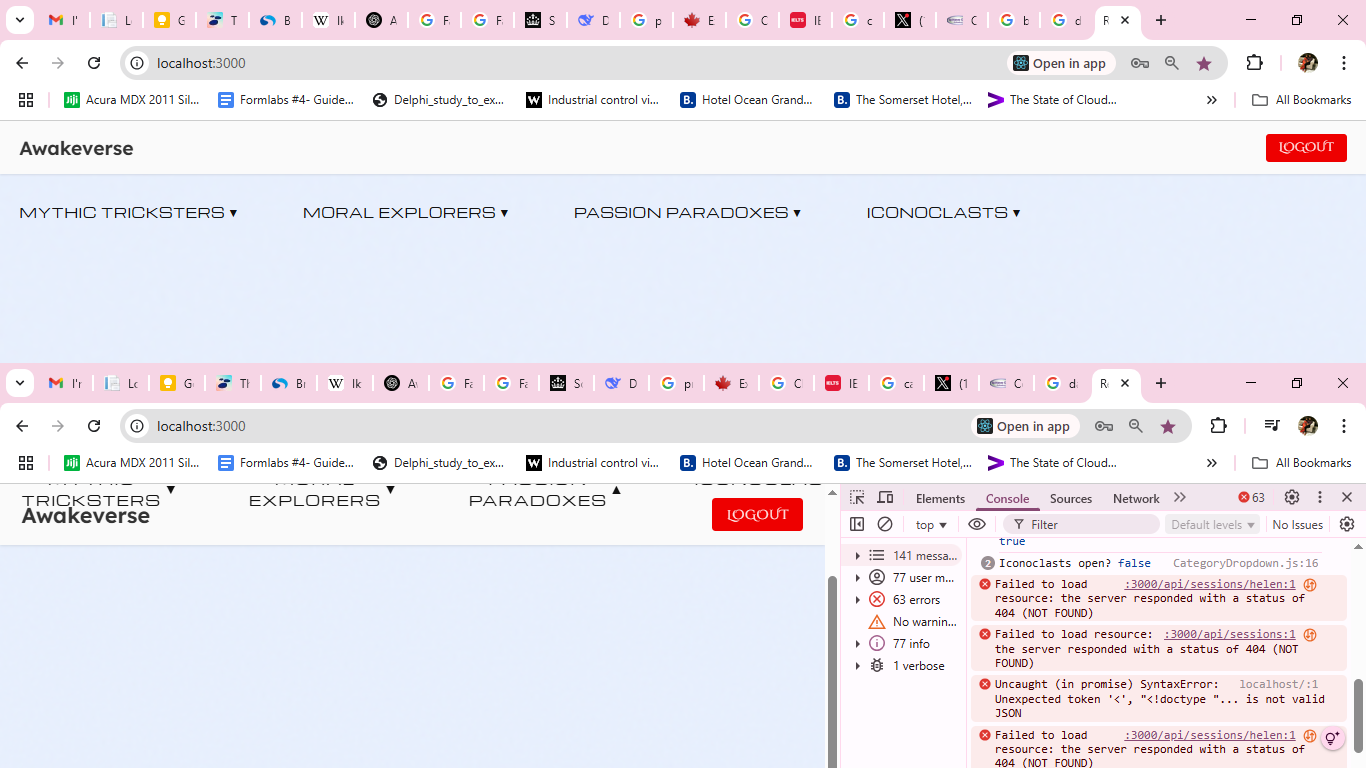 I' Lo G T B W Il A F F S D p E C IE c ( C b d R
localhost:3000 Open in app
Acura MDX 2011 Sil... Formlabs #4- Guide... Delphi_study_to_ex... Industrial control vi... Hotel Ocean Grand... The Somerset Hotel,... The State of Cloud... » All Bookmarks
Awakeverse LOGOUT
MYTHIC TRICKSTERS ▼ MORAL EXPLORERS ▼ PASSION PARADOXES ▼ ICONOCLASTS ▼
I'r Lo G Th Br W Ik A Fa Fa Sc D pr Ex C IE ca (1 Co da Re
localhost:3000 Open in app
Acura MDX 2011 Sil... Formlabs #4- Guide... Delphi_study_to_ex... Industrial control vi... Hotel Ocean Grand... The Somerset Hotel,... The State of Cloud... » All Bookmarks
TRICKSTERS ▼ EXPLORERS ▼ PARADOXES ▲
Awakeverse LOGOUT
Elements Console Sources Network » 63
top ▼ Filter Default levels ▼ No Issues
141 messa...
77 user m...
63 errors
No warnin...
77 info
1 verbose
true
2 Iconoclasts open? false CategoryDropdown.js:16
Failed to load :3000/api/sessions/helen:1
resource: the server responded with a status of
404 (NOT FOUND)
Failed to load resource: :3000/api/sessions:1
the server responded with a status of 404 (NOT
FOUND)
Uncaught (in promise) SyntaxError: localhost/:1
Unexpected token '<', "<!doctype "... is not valid
JSON
Failed to load :3000/api/sessions/helen:1
resource: the server responded with a status of
404 (NOT FOUND)